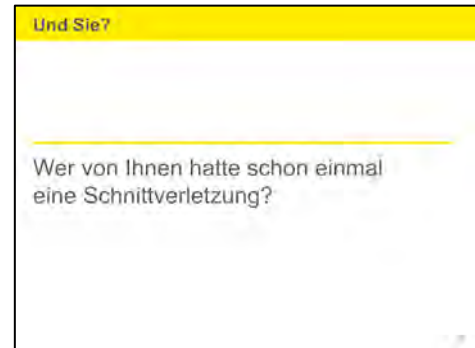 Und Sie?
Wer von Ihnen hatte schon einmal
eine Schnittverletzung?